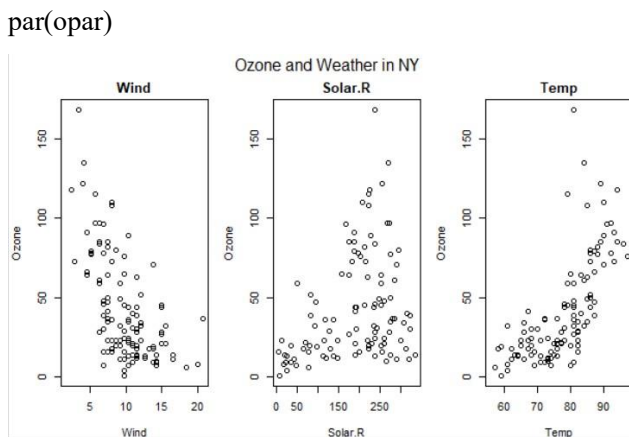 par(opar)
Ozone and Weather in NY
Wind
Solar.R
Temp
Ozone
0 50 100 150
5 10 15 20
Wind
Ozone
0 50 100 150
0 50 150 250
Solar.R
Ozone
0 50 100 150
60 70 80 90
Temp